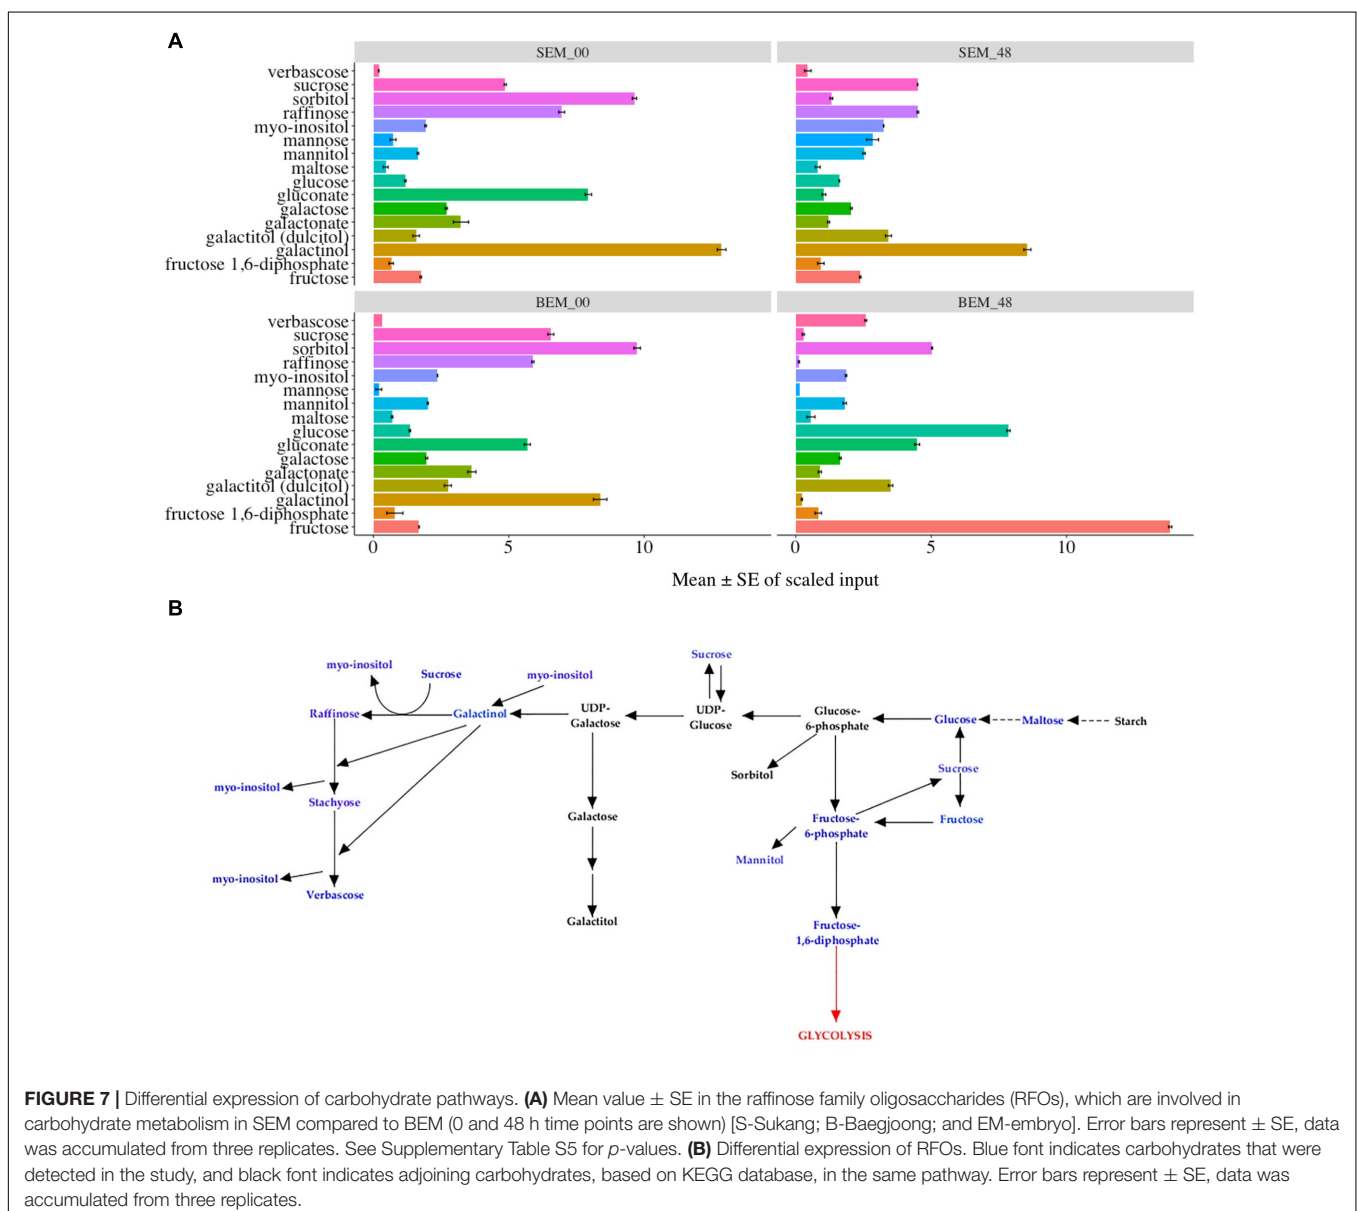 A
SEM_00
SEM_48
verbascose
sucrose
sorbitol
raffinose
myo-inositol
mannose
mannitol
maltose
glucose
gluconate
galactose
galactonate
galactitol (dulcitol)
galactinol
fructose 1,6-diphosphate
fructose
BEM_00
BEM_48
verbascose
sucrose
sorbitol
raffinose
myo-inositol
mannose
mannitol
maltose
glucose
gluconate
galactose
galactonate
galactitol (dulcitol)
galactinol
fructose 1,6-diphosphate
fructose
0 5 10 0 5 10
Mean ± SE of scaled input
B
myo-inositol
Sucrose
myo-inositol
Sucrose
Raffinose
Galactinol
UDP-
Galactose
UDP-
Glucose
Glucose-
6-phosphate
Glucose
Maltose
Starch
Sorbitol
Sucrose
myo-inositol
Stachyose
Galactose
Fructose-
6-phosphate
Fructose
Mannitol
myo-inositol
Verbascose
Galactitol
Fructose-
1,6-diphosphate
GLYCOLYSIS
FIGURE 7 | Differential expression of carbohydrate pathways. (A) Mean value ± SE in the raffinose family oligosaccharides (RFOs), which are involved in
carbohydrate metabolism in SEM compared to BEM (0 and 48 h time points are shown) [S-Sukang; B-Baegjoong; and EM-embryo]. Error bars represent ± SE, data
was accumulated from three replicates. See Supplementary Table S5 for p-values. (B) Differential expression of RFOs. Blue font indicates carbohydrates that were
detected in the study, and black font indicates adjoining carbohydrates, based on KEGG database, in the same pathway. Error bars represent ± SE, data was
accumulated from three replicates.